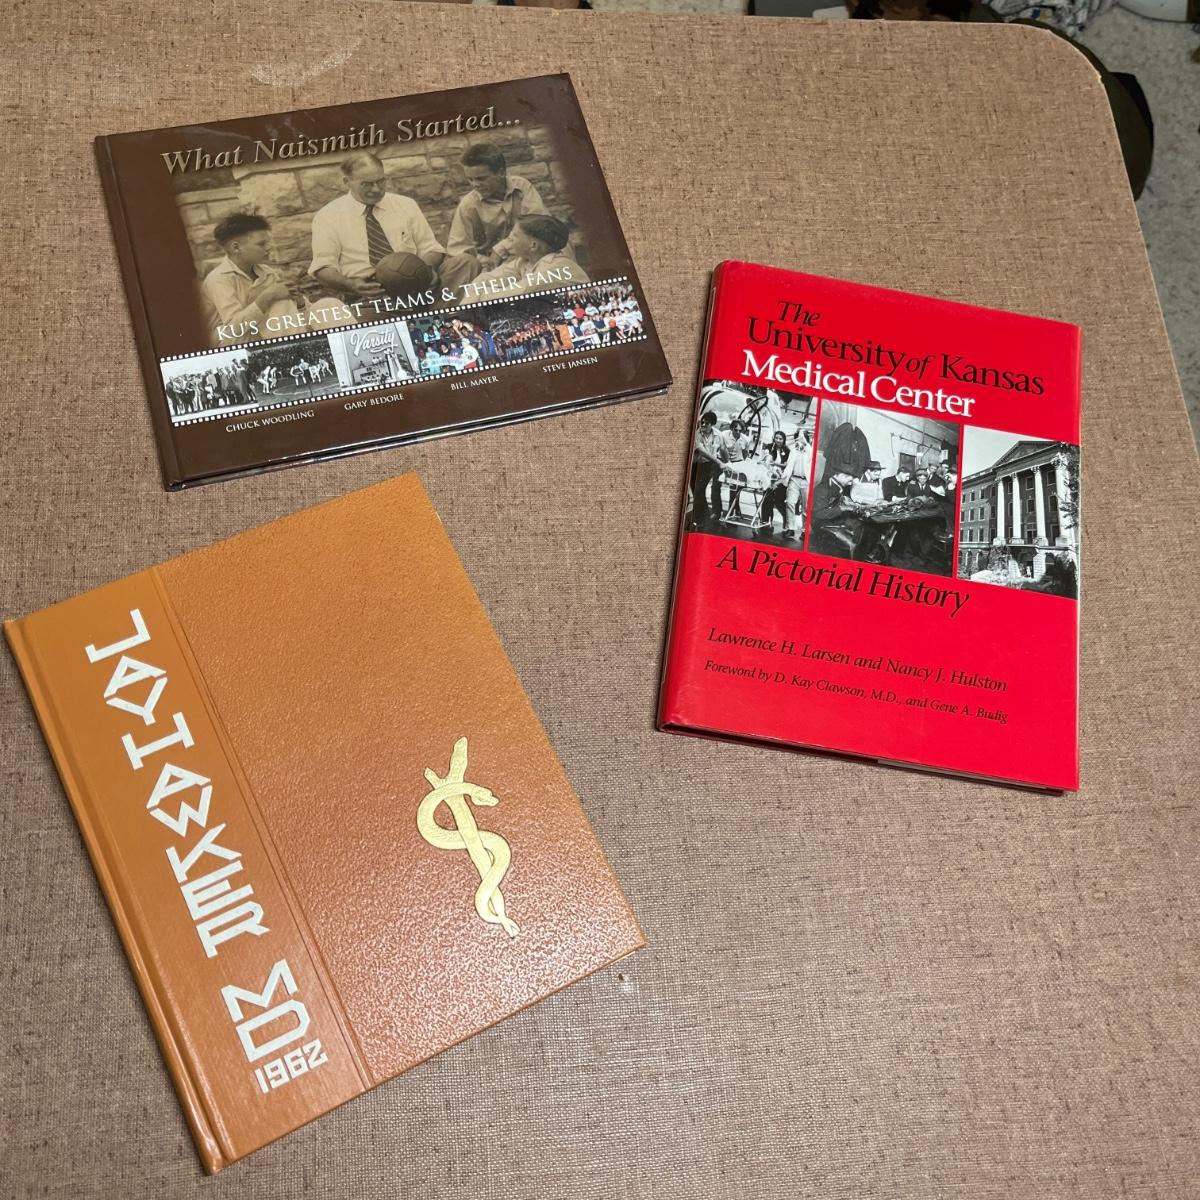 What Naismith Started...
KU'S GREATEST TEAMS & THEIR FANS
Varsity
CHUCK WOODLING GARY BEDORE BILL MAYER STEVE JANSEN
The
University of Kansas
Medical Center
A Pictorial History
Lawrence H. Larsen and Nancy J. Hulston
Foreword by D. Kay Clawson, M.D., and Gene A. Budig
JAYHAWKER MD
1962